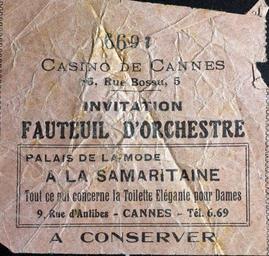 6697
CASINO DE CANNES
5, Rue Bossu, 5
INVITATION
FAUTEUIL D'ORCHESTRE
PALAIS DE LA MODE
A LA SAMARITAINE
Tout ce qui concerne la Toilette Elégante pour Dames
9, Rue d'Antibes - CANNES - Tél. 6.69
A CONSERVER